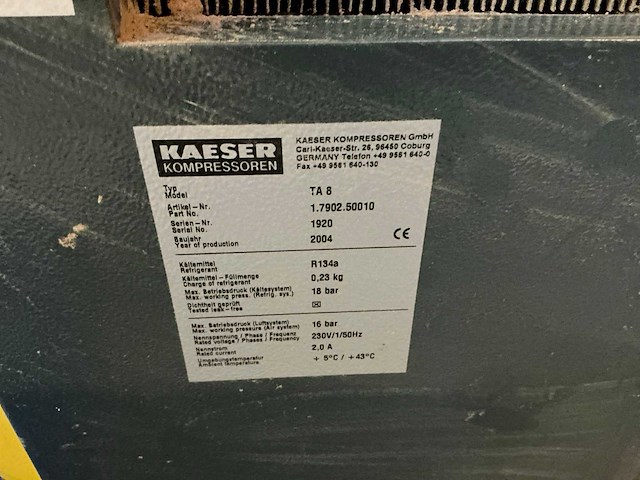 KAESER
KOMPRESSOREN
KAESER KOMPRESSOREN GmbH
Carl-Kaeser-Str. 26, 96450 Coburg
GERMANY Telefon +49 9561 640-0
Fax +49 9561 640-130
Typ
Model TA 8
Artikel-Nr.
Part No. 1.7902.50010
Serien-Nr.
Serial No. 1920
Baujahr
Year of production 2004
CE
Kältemittel
Refrigerant R134a
Kältemittel-Füllmenge
Charge of refrigerant 0,23 kg
Max. Betriebsdruck (Kältesystem)
Max. working press. (Refrig. sys.) 18 bar
Dichtheit geprüft
Tested leak-free ☒
Max. Betriebsdruck (Luftsystem)
Max. working pressure (Air system) 16 bar
Nennspannung / Phase / Frequenz
Rated voltage / Phases / Frequency 230V/1/50Hz
Nennstrom
Rated current 2,0 A
Umgebungstemperatur
Ambient temperature + 5°C / +43°C